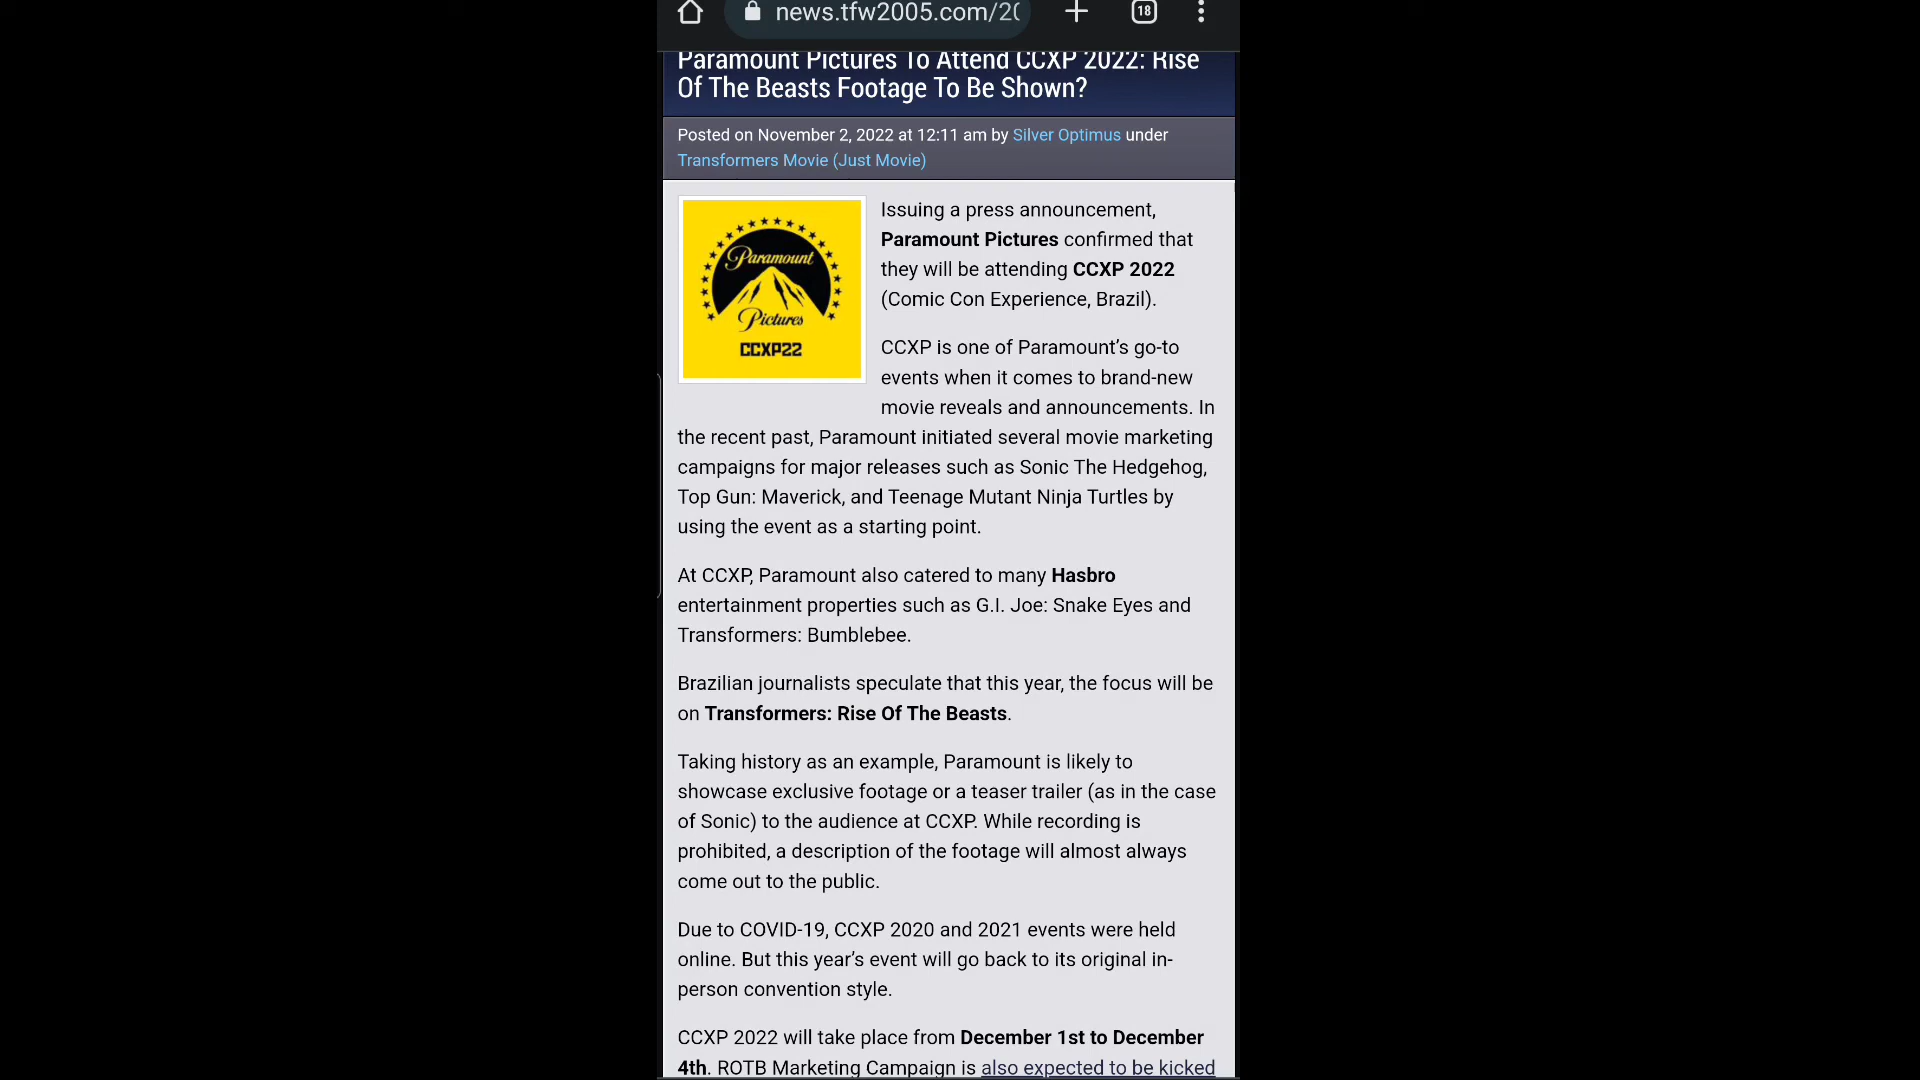 news.tfw2005.com/20
18
Paramount Pictures To Attend CCXP 2022: Rise
Of The Beasts Footage To Be Shown?
Posted on November 2, 2022 at 12:11 am by Silver Optimus under
Transformers Movie (Just Movie)
Paramount
Pictures
CCXP22
Issuing a press announcement,
Paramount Pictures confirmed that
they will be attending CCXP 2022
(Comic Con Experience, Brazil).
CCXP is one of Paramount’s go-to
events when it comes to brand-new
movie reveals and announcements. In
the recent past, Paramount initiated several movie marketing
campaigns for major releases such as Sonic The Hedgehog,
Top Gun: Maverick, and Teenage Mutant Ninja Turtles by
using the event as a starting point.
At CCXP, Paramount also catered to many Hasbro
entertainment properties such as G.I. Joe: Snake Eyes and
Transformers: Bumblebee.
Brazilian journalists speculate that this year, the focus will be
on Transformers: Rise Of The Beasts.
Taking history as an example, Paramount is likely to
showcase exclusive footage or a teaser trailer (as in the case
of Sonic) to the audience at CCXP. While recording is
prohibited, a description of the footage will almost always
come out to the public.
Due to COVID-19, CCXP 2020 and 2021 events were held
online. But this year’s event will go back to its original in-
person convention style.
CCXP 2022 will take place from December 1st to December
4th. ROTB Marketing Campaign is also expected to be kicked